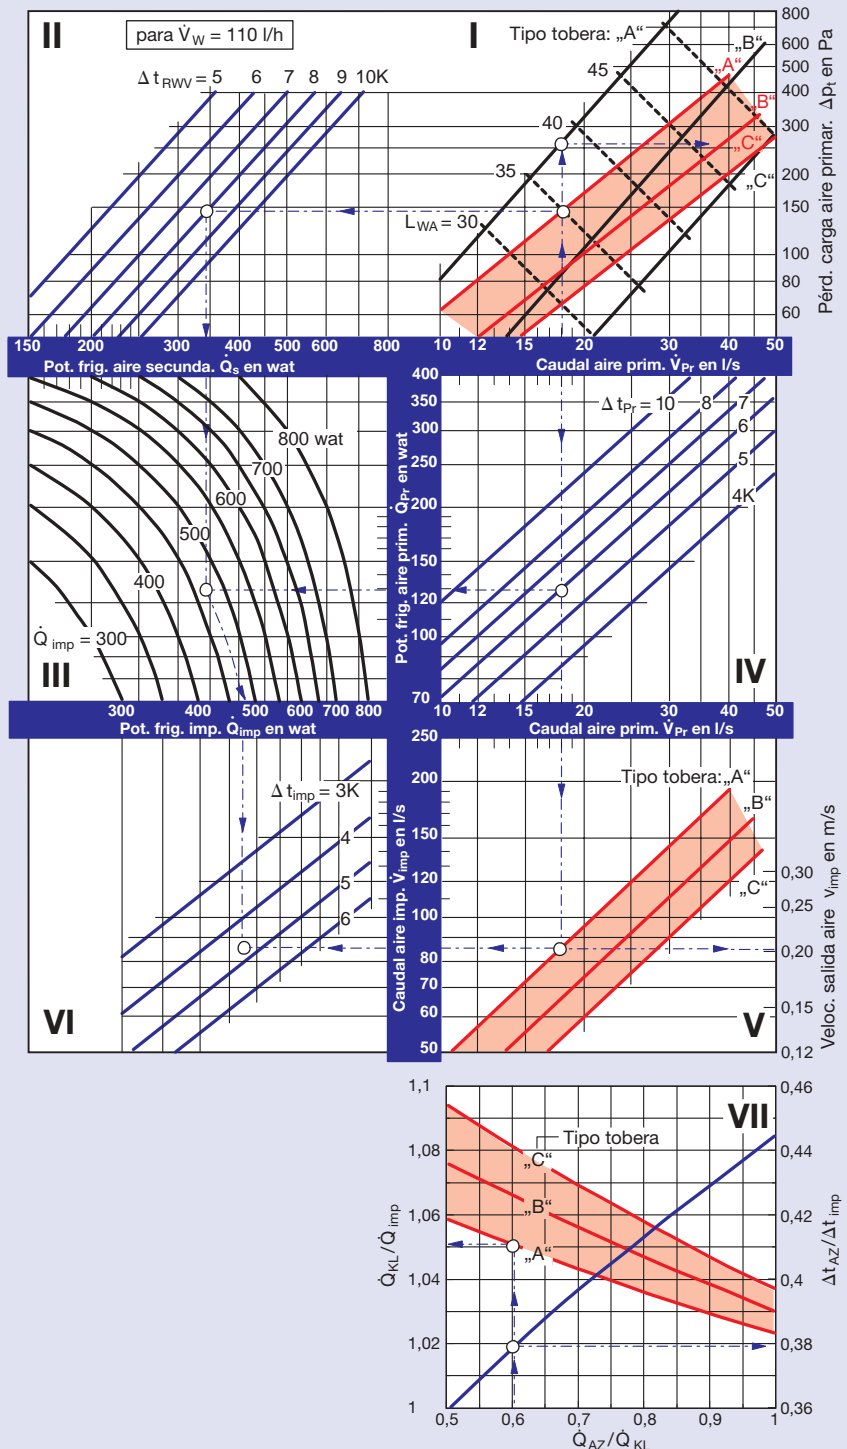 II
para V̇W = 110 l/h
Δ tRWV = 5 6 7 8 9 10K
I
Tipo tobera: „A“
„B“
„A“
„B“
„C“
„C“
45
40
35
LWA = 30
800
600
500
400
300
200
150
100
80
60
Pérd. carga aire primar. Δpt en Pa
150 200 300 400 500 600 800
Pot. frig. aire secunda. Q̇s en wat
10 12 15 20 30 40 50
Caudal aire prim. V̇Pr en l/s
800 wat
700
600
500
400
Q̇ imp = 300
III
400
350
300
250
200
150
120
100
70
Pot. frig. aire prim. Q̇Pr en wat
Δ tPr = 10 8 7
6
5
4K
IV
300 400 500 600 700 800
Pot. frig. imp. Q̇imp en wat
10 12 15 20 30 40 50
Caudal aire prim. V̇Pr en l/s
Δ timp = 3K
4
5
6
VI
250
200
150
120
100
80
70
60
50
Caudal aire imp. V̇imp en l/s
Tipo tobera: „A“
„B“
„C“
V
0,30
0,25
0,20
0,15
0,12
Veloc. salida aire vimp en m/s
1,1
1,08
1,06
1,04
1,02
1
Q̇KL/Q̇imp
VII
Tipo tobera
„C“
„B“
„A“
0,46
0,44
0,42
0,4
0,38
0,36
ΔtAZ/Δtimp
0,5 0,6 0,7 0,8 0,9 1
Q̇AZ/Q̇KL